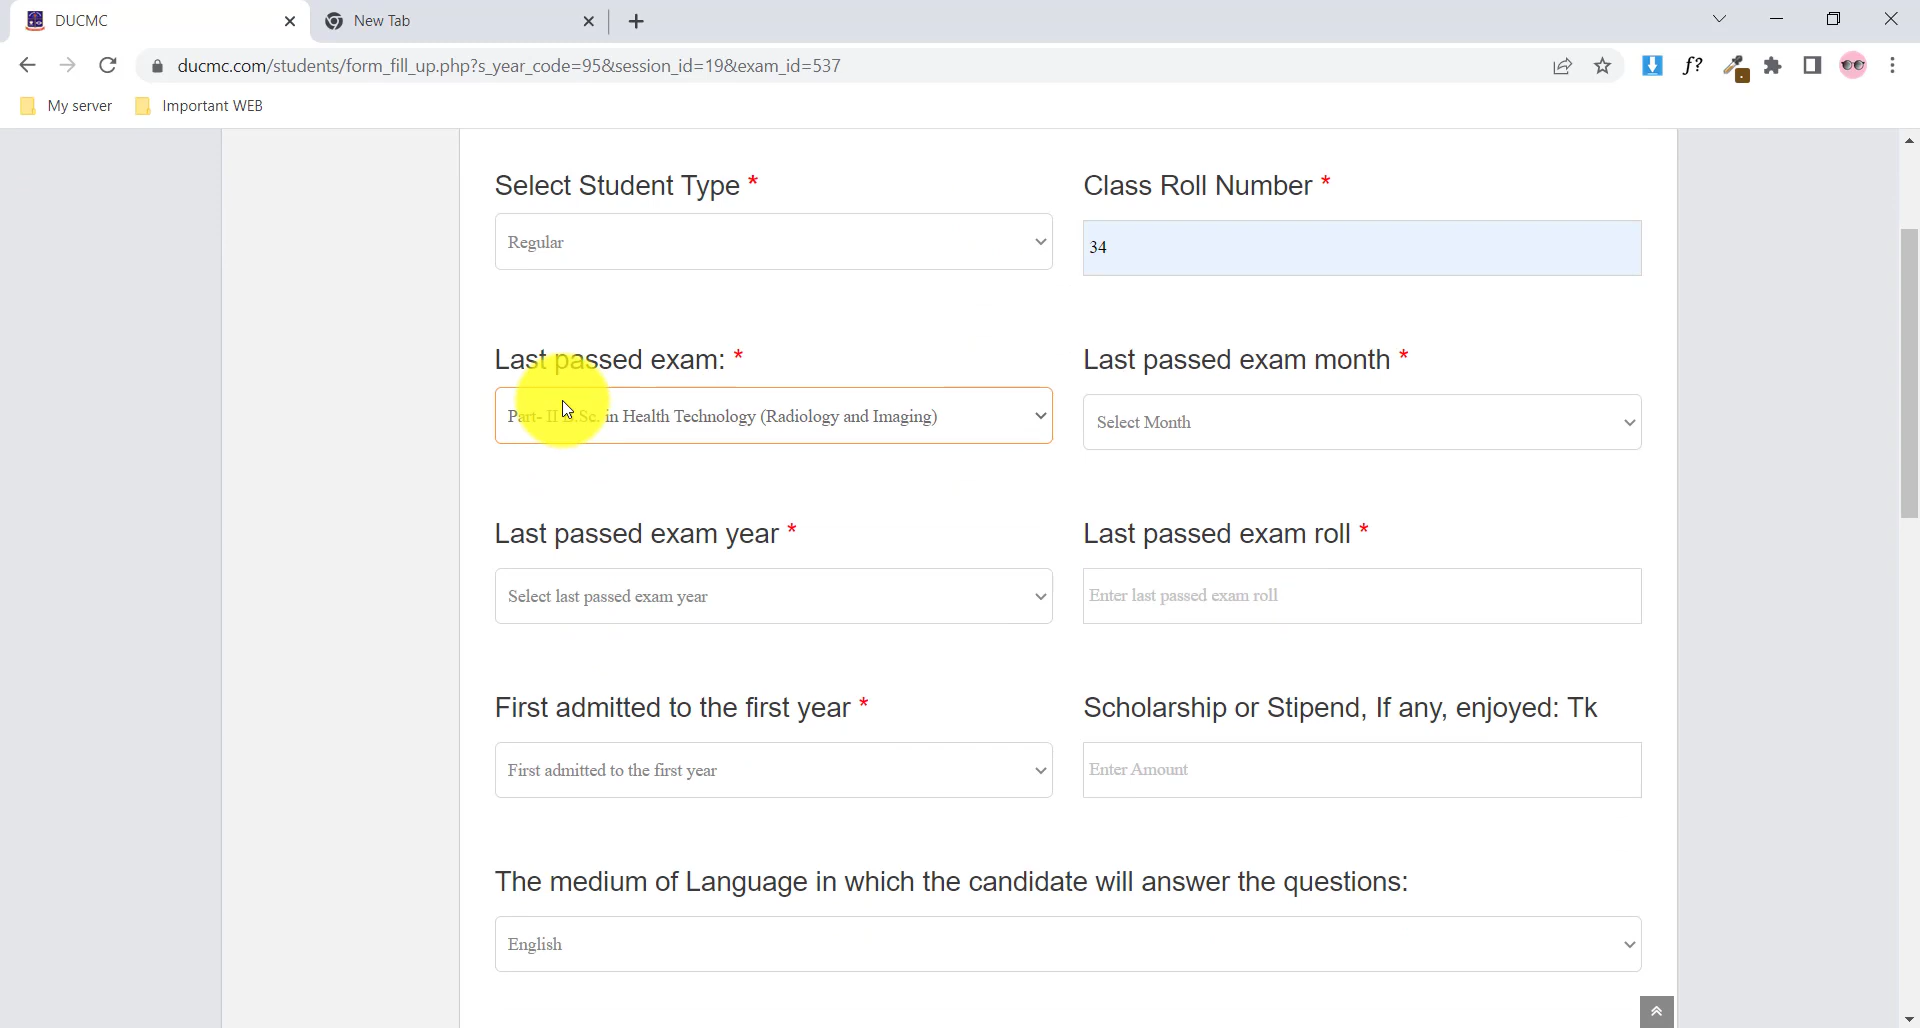 DUCMC
New Tab
ducmc.com/students/form_fill_up.php?s_year_code=95&session_id=19&exam_id=537
f?
My server
Important WEB
Select Student Type *
Class Roll Number *
Regular
34
Last passed exam: *
Last passed exam month *
Part- II B.Sc. in Health Technology (Radiology and Imaging)
Select Month
Last passed exam year *
Last passed exam roll *
Select last passed exam year
Enter last passed exam roll
First admitted to the first year *
Scholarship or Stipend, If any, enjoyed: Tk
First admitted to the first year
Enter Amount
The medium of Language in which the candidate will answer the questions:
English